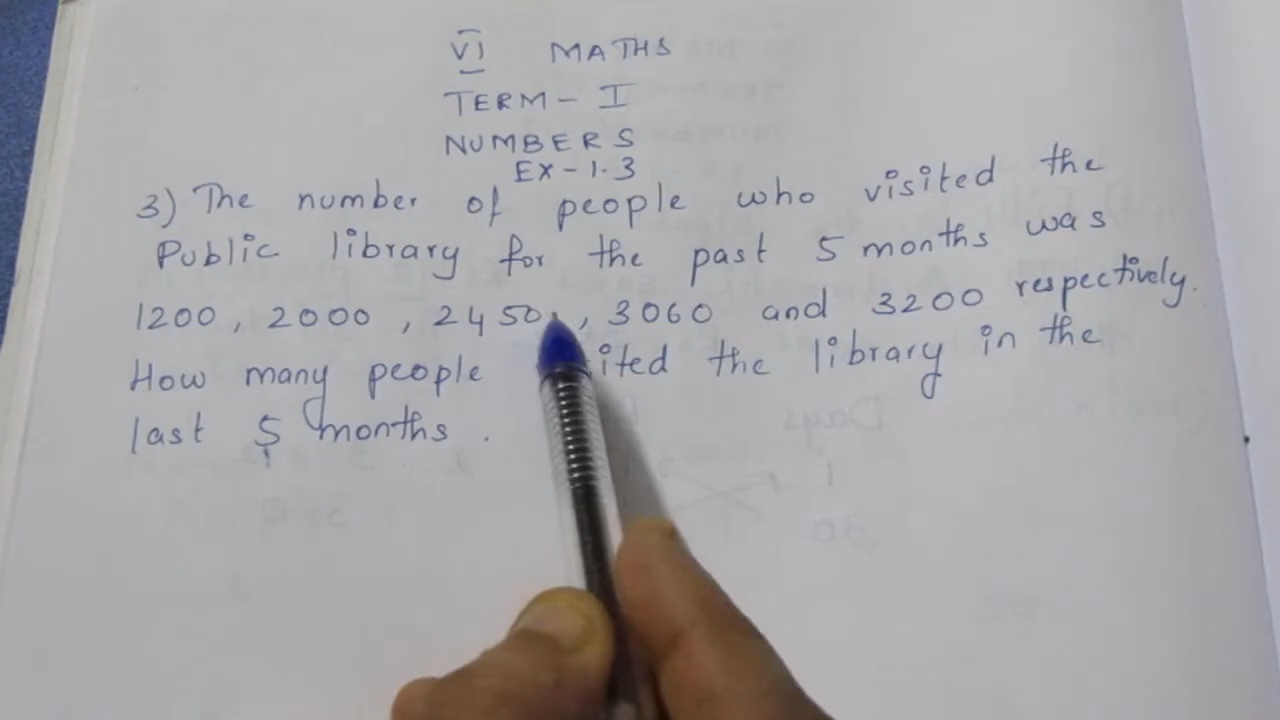 VI MATHS
TERM - I
NUMBERS
EX - 1.3
3) The number of people who visited the
Public library for the past 5 months was
1200, 2000, 2450, 3060 and 3200 respectively.
How many people the library in the
last 5 months.